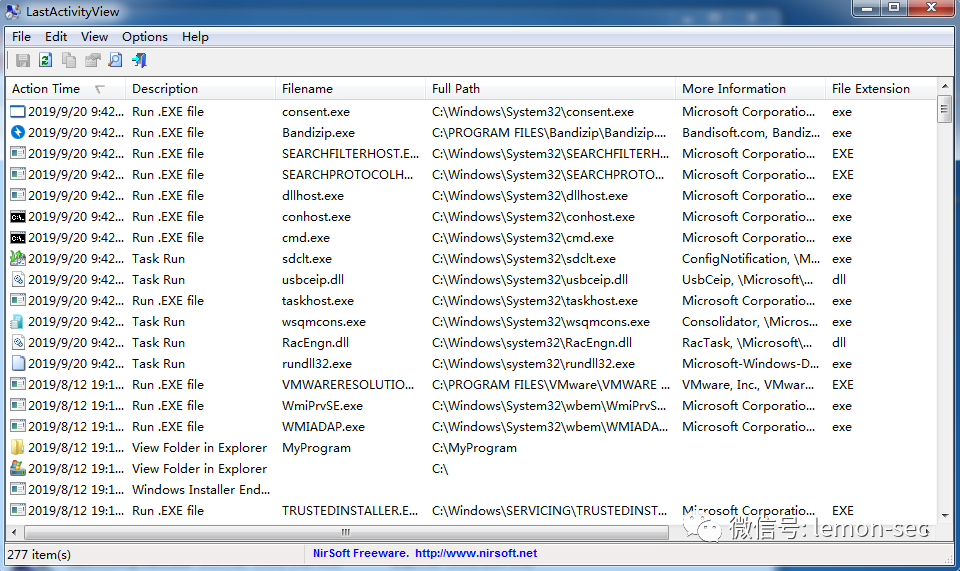 LastActivityView
File Edit View Options Help
Action Time Description Filename Full Path More Information File Extension
2019/9/20 9:42... Run .EXE file consent.exe C:\Windows\System32\consent.exe Microsoft Corporatio... exe
2019/9/20 9:42... Run .EXE file Bandizip.exe C:\PROGRAM FILES\Bandizip\Bandizip.... Bandisoft.com, Bandiz... exe
2019/9/20 9:42... Run .EXE file SEARCHFILTERHOST.E... C:\Windows\System32\SEARCHFILTERH... Microsoft Corporatio... EXE
2019/9/20 9:42... Run .EXE file SEARCHPROTOCOLH... C:\Windows\System32\SEARCHPROTO... Microsoft Corporatio... EXE
2019/9/20 9:42... Run .EXE file dllhost.exe C:\Windows\System32\dllhost.exe Microsoft Corporatio... exe
2019/9/20 9:42... Run .EXE file conhost.exe C:\Windows\System32\conhost.exe Microsoft Corporatio... exe
2019/9/20 9:42... Run .EXE file cmd.exe C:\Windows\System32\cmd.exe Microsoft Corporatio... exe
2019/9/20 9:42... Task Run sdclt.exe C:\Windows\System32\sdclt.exe ConfigNotification, \M... exe
2019/9/20 9:42... Task Run usbceip.dll C:\Windows\System32\usbceip.dll UsbCeip, \Microsoft\... dll
2019/9/20 9:42... Run .EXE file taskhost.exe C:\Windows\System32\taskhost.exe Microsoft Corporatio... exe
2019/9/20 9:42... Task Run wsqmcons.exe C:\Windows\System32\wsqmcons.exe Consolidator, \Micros... exe
2019/9/20 9:42... Task Run RacEngn.dll C:\Windows\System32\RacEngn.dll RacTask, \Microsoft\... dll
2019/9/20 9:42... Task Run rundll32.exe C:\Windows\System32\rundll32.exe Microsoft-Windows-D... exe
2019/8/12 19:1... Run .EXE file VMWARERESOLUTIO... C:\PROGRAM FILES\VMware\VMWARE ... VMware, Inc., VMwar... EXE
2019/8/12 19:1... Run .EXE file WmiPrvSE.exe C:\Windows\System32\wbem\WmiPrvS... Microsoft Corporatio... exe
2019/8/12 19:1... Run .EXE file WMIADAP.exe C:\Windows\System32\wbem\WMIADA... Microsoft Corporatio... exe
2019/8/12 19:1... View Folder in Explorer MyProgram C:\MyProgram
2019/8/12 19:1... View Folder in Explorer C:\
2019/8/12 19:1... Windows Installer End...
2019/8/12 19:1... Run .EXE file TRUSTEDINSTALLER.E... C:\Windows\SERVICING\TRUSTEDINST... Microsoft Corporatio... EXE
微信号: lemon-sec
277 item(s) NirSoft Freeware. http://www.nirsoft.net